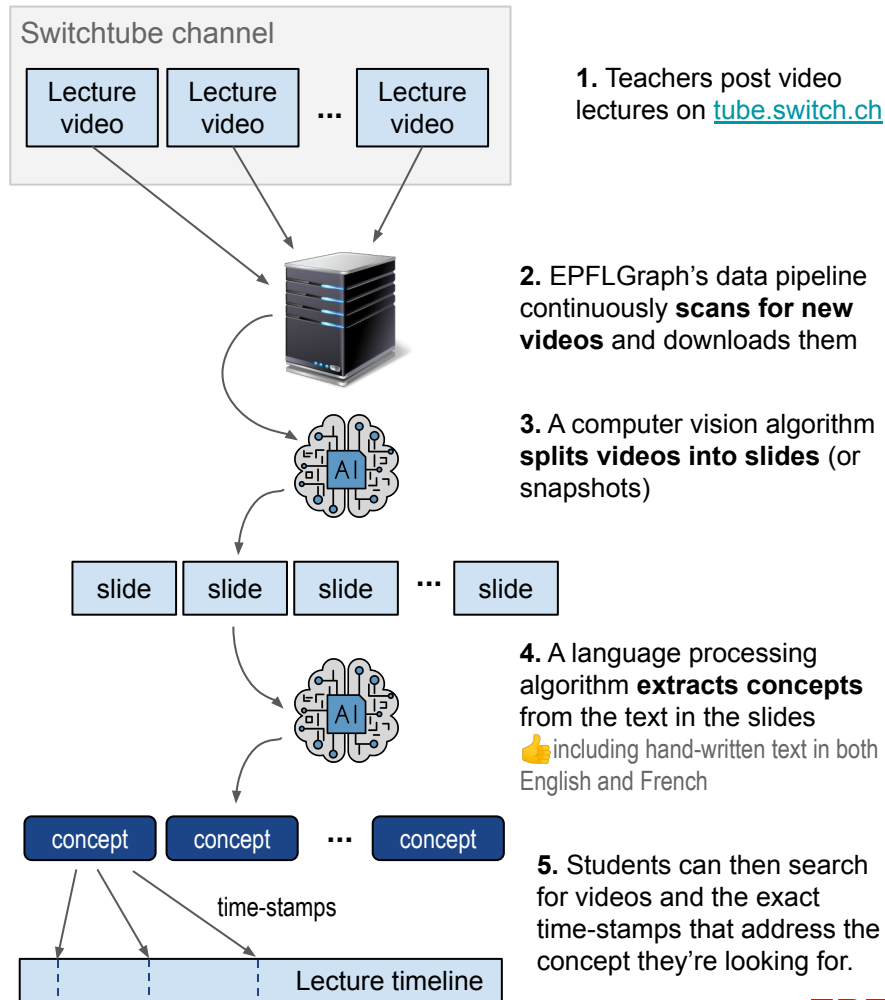 Switchtube channel
Lecture
video
Lecture
video
...
Lecture
video
1. Teachers post video
lectures on tube.switch.ch
2. EPFLGraph’s data pipeline
continuously scans for new
videos and downloads them
3. A computer vision algorithm
splits videos into slides (or
snapshots)
AI
slide
slide
slide
...
slide
4. A language processing
algorithm extracts concepts
from the text in the slides
👍including hand-written text in both
English and French
AI
concept
concept
...
concept
5. Students can then search
for videos and the exact
time-stamps that address the
concept they’re looking for.
time-stamps
Lecture timeline